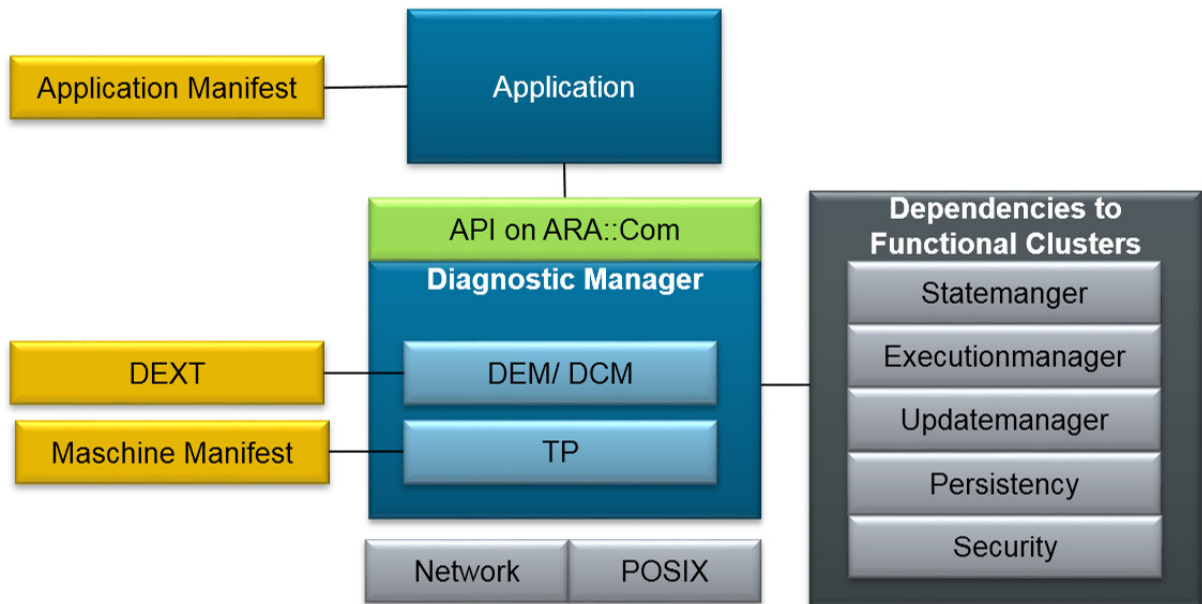 Application Manifest
Application
API on ARA::Com
Diagnostic Manager
DEXT
DEM/ DCM
Maschine Manifest
TP
Network
POSIX
Dependencies to
Functional Clusters
Statemanger
Executionmanager
Updatemanager
Persistency
Security